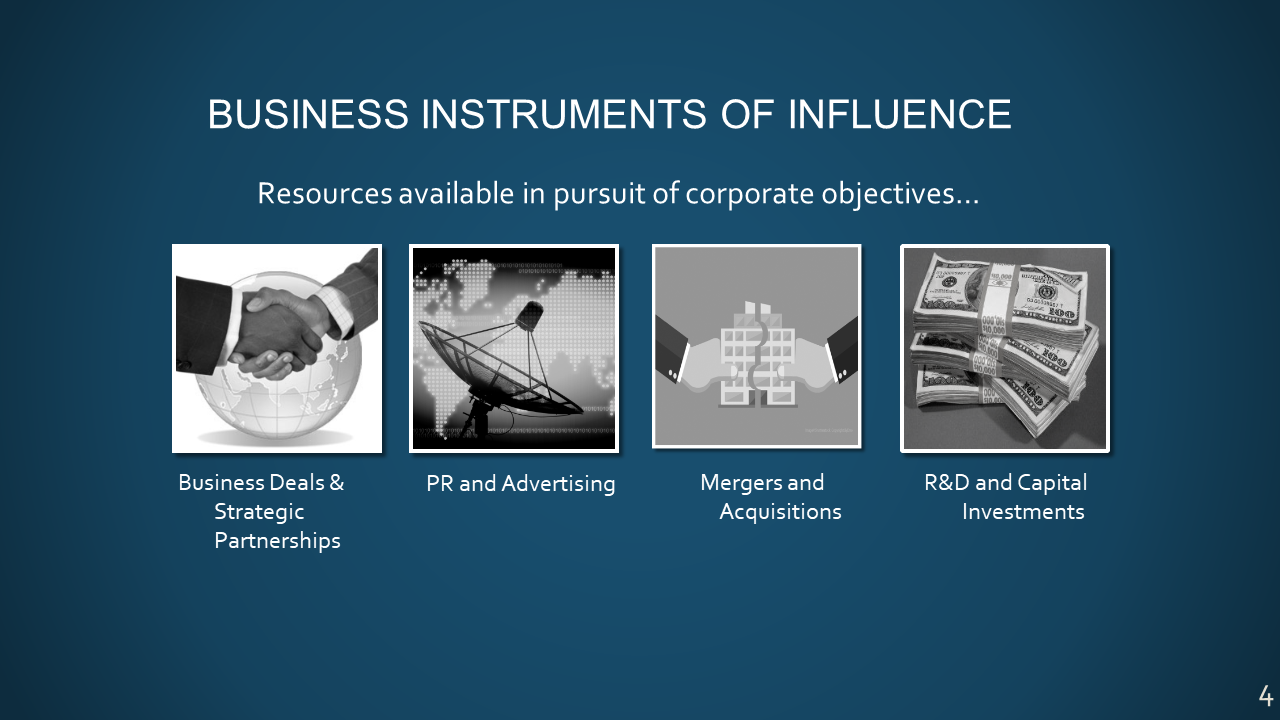 BUSINESS INSTRUMENTS OF INFLUENCE
Resources available in pursuit of corporate objectives...
Business Deals &
Strategic
Partnerships
PR and Advertising
Mergers and
Acquisitions
R&D and Capital
Investments
4